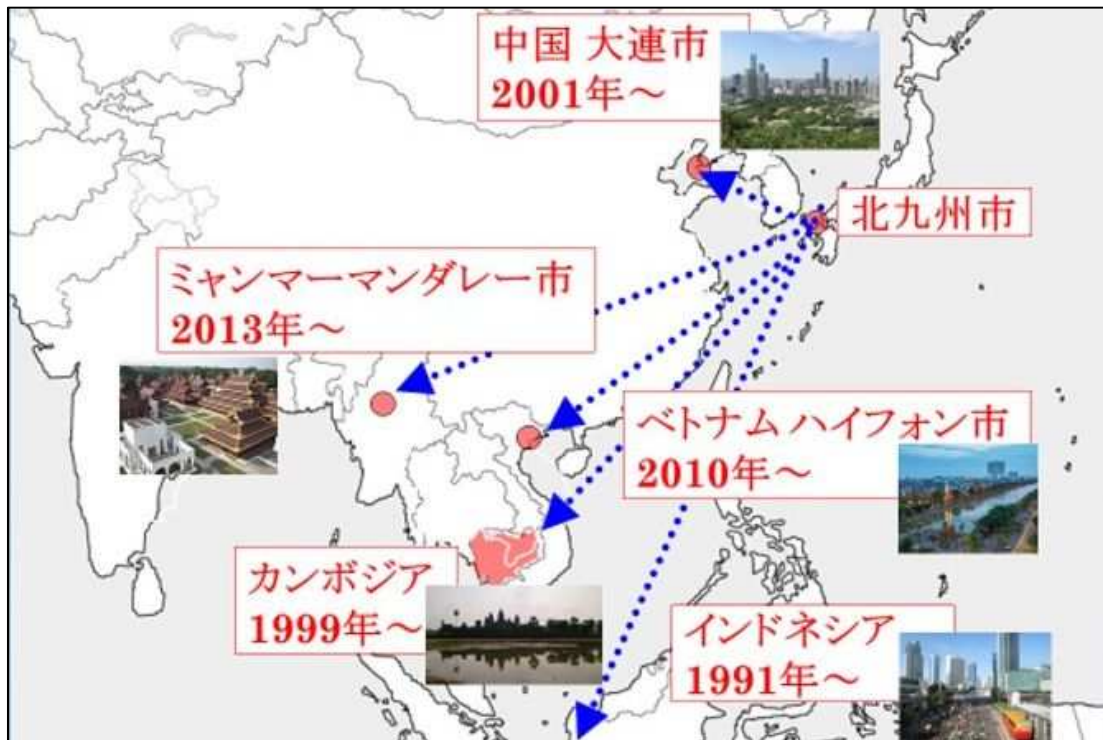 中国 大連市
2001年～
北九州市
ミャンマーマンダレー市
2013年～
ベトナム ハイフォン市
2010年～
カンボジア
1999年～
インドネシア
1991年～